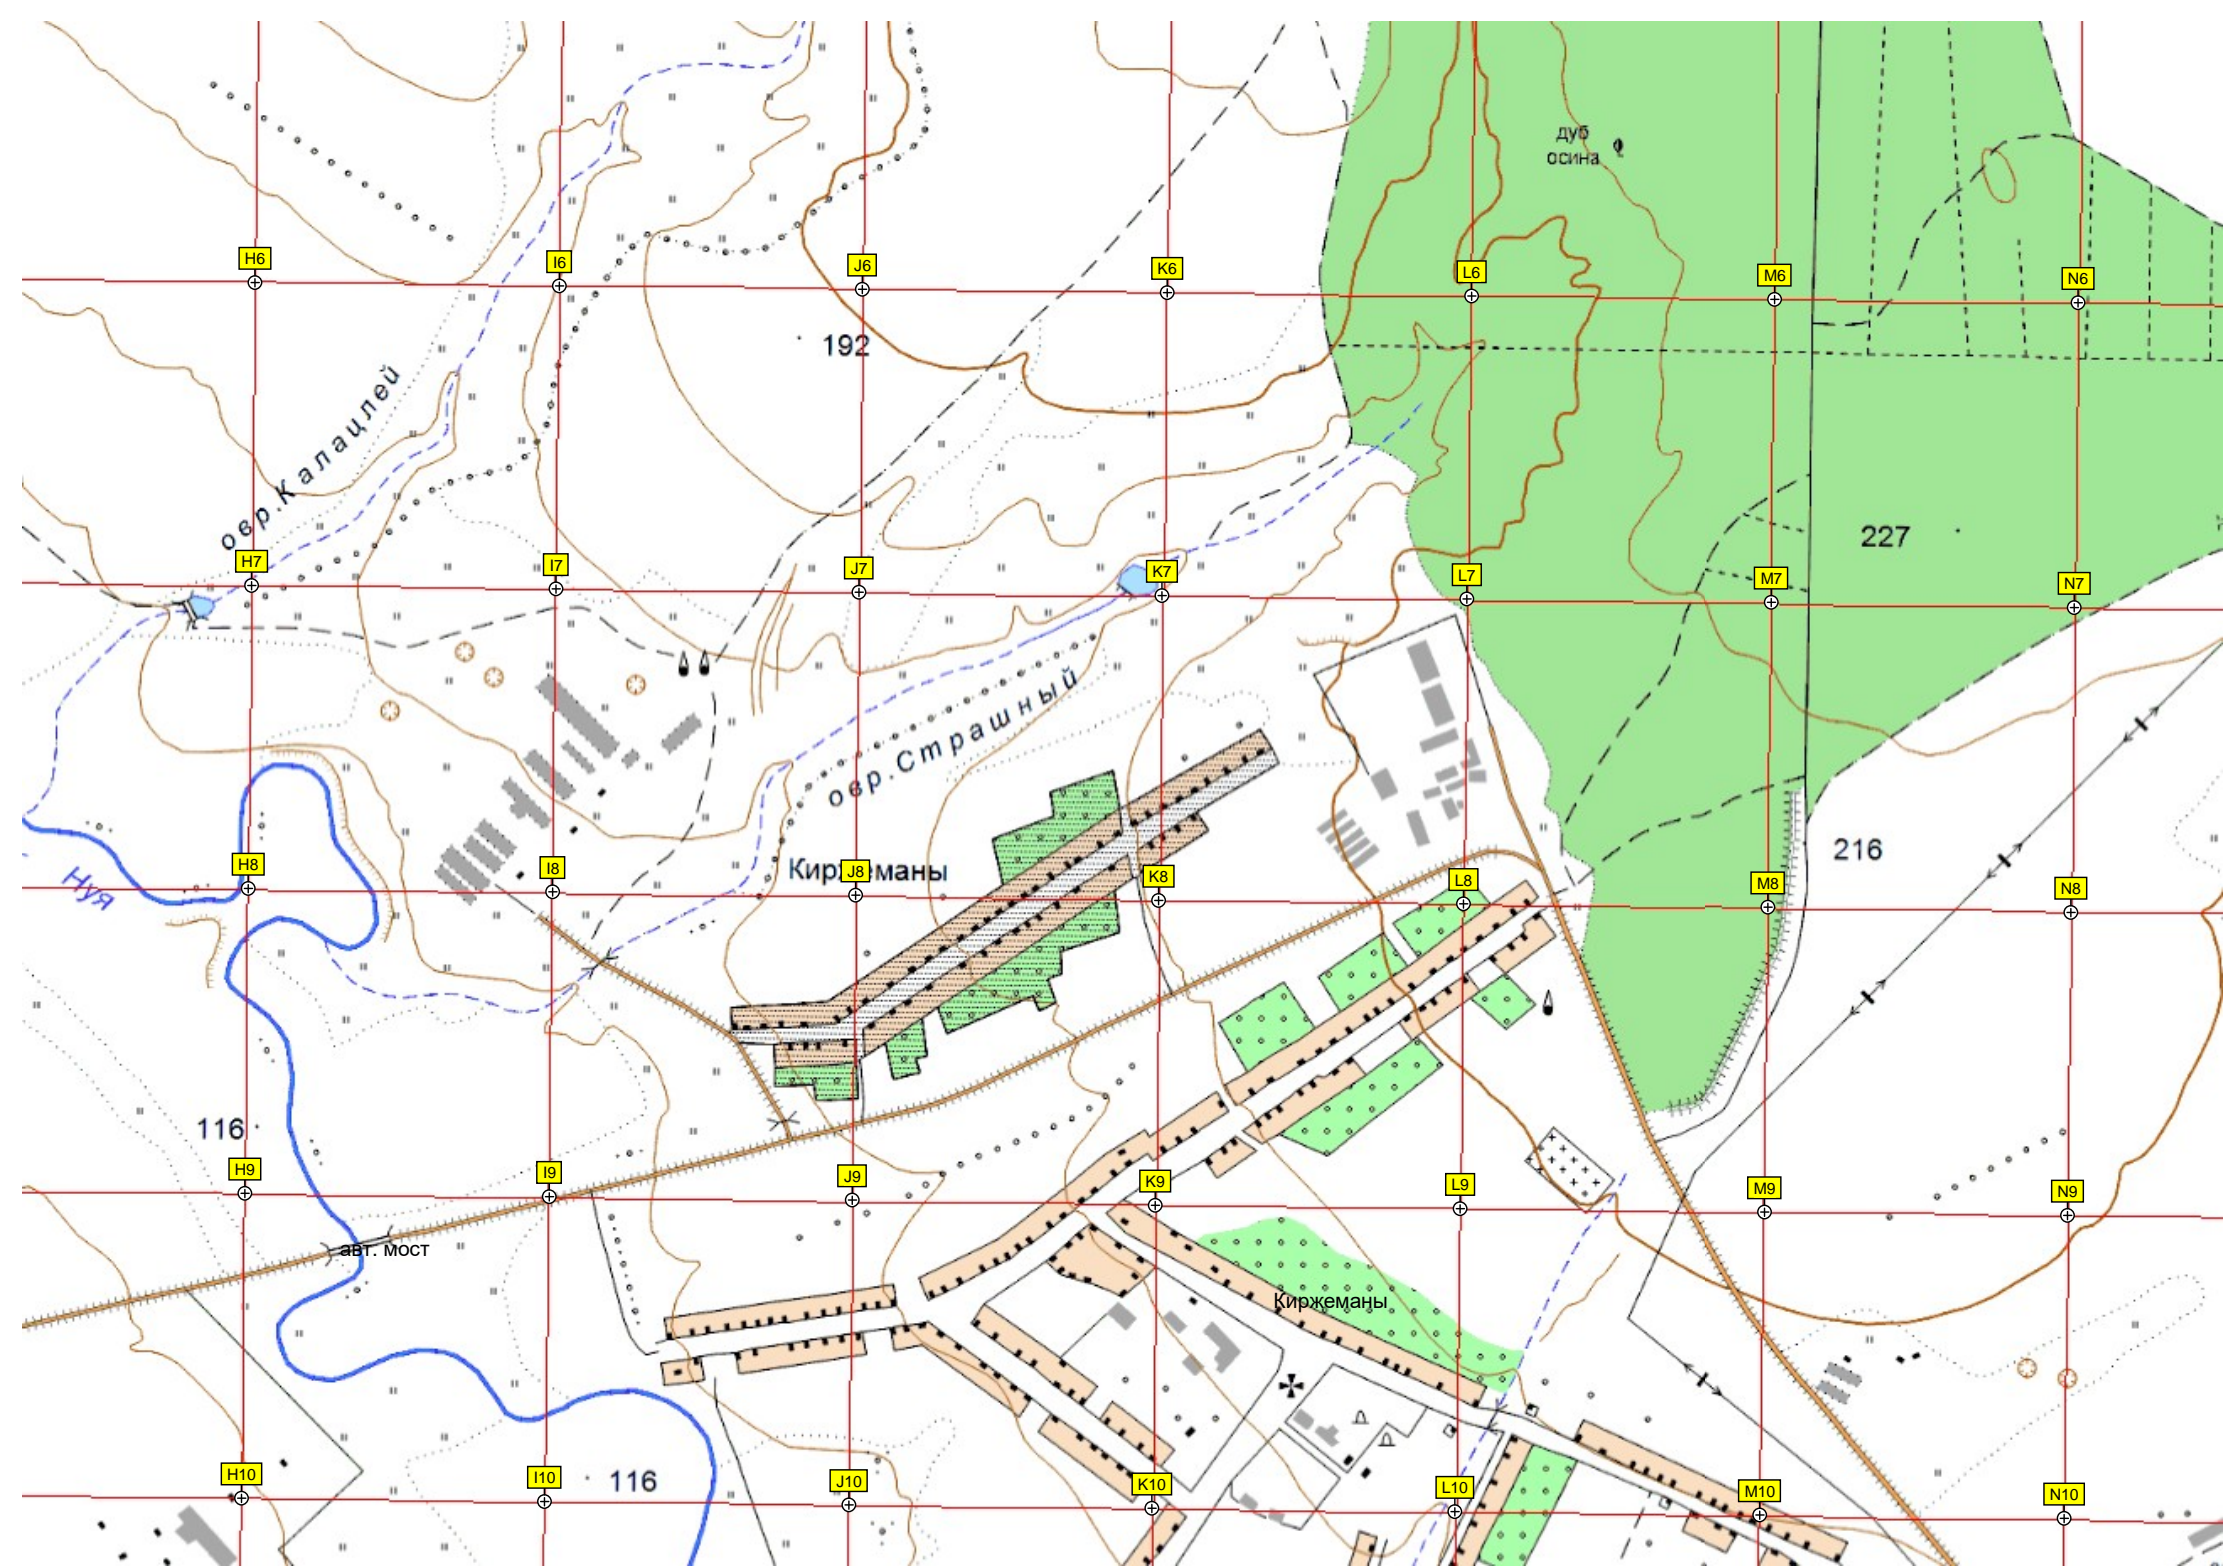 дуб
осина
H6
I6
J6
K6
L6
M6
N6
192
овр. Калацлей
227
H7
I7
J7
K7
L7
M7
N7
овр. Страшный
216
Нуя
H8
I8
Киржеманы
J8
K8
L8
M8
N8
116
H9
I9
J9
K9
L9
M9
N9
авт. мост
Киржеманы
H10
I10
116
J10
K10
L10
M10
N10